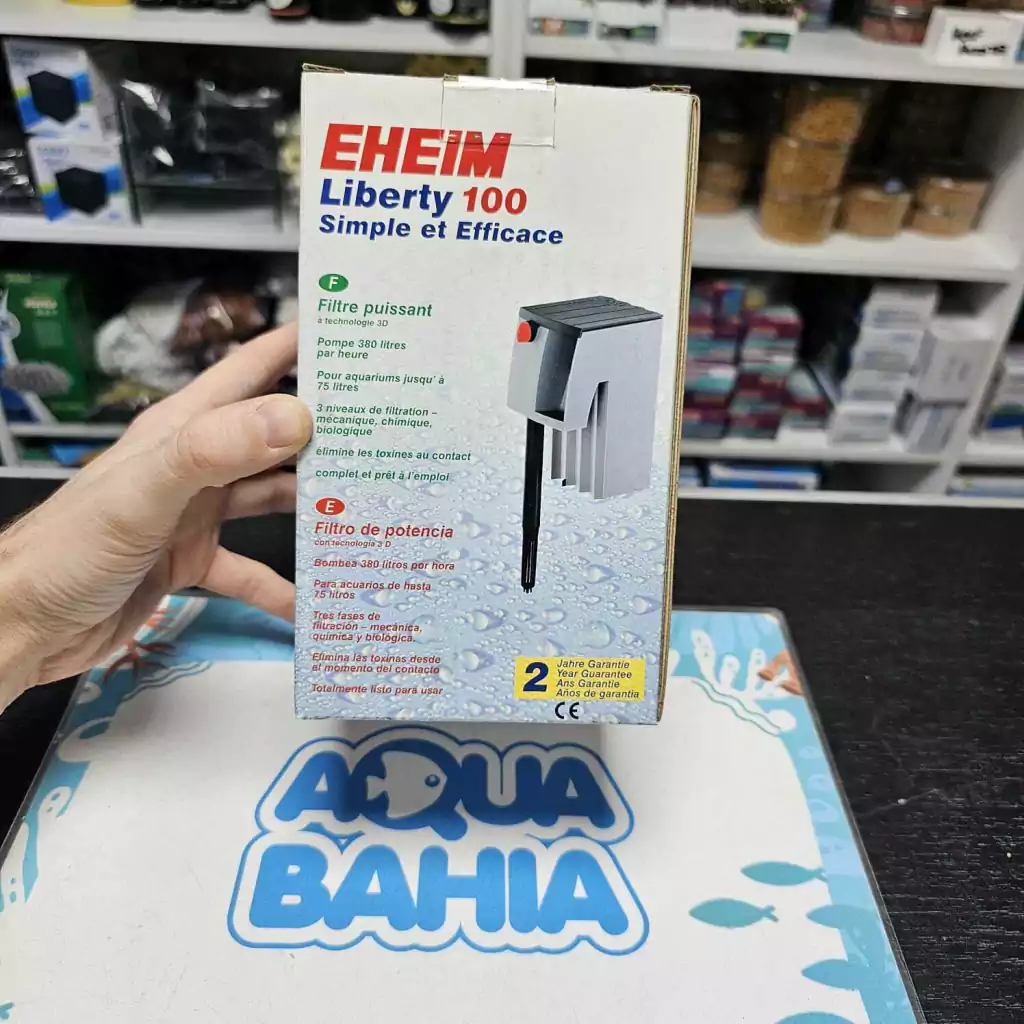 EHEIM
Liberty 100
Simple et Efficace
F
Filtre puissant
à technologie 3D
Pompe 380 litres
par heure
Pour aquariums jusqu' à
75 litres
3 niveaux de filtration –
mécanique, chimique,
biologique
élimine les toxines au contact
complet et prêt à l'emploi
E
Filtro de potencia
con tecnología 3 D
Bombea 380 litros por hora
Para acuarios de hasta
75 litros
Tres fases de
filtración – mecánica,
química y biológica.
Elimina las toxinas desde
el momento del contacto
Totalmente listo para usar
2 Jahre Garantie
Year Guarantee
Ans Garantie
Años de garantia
CE
AQUA
BAHIA